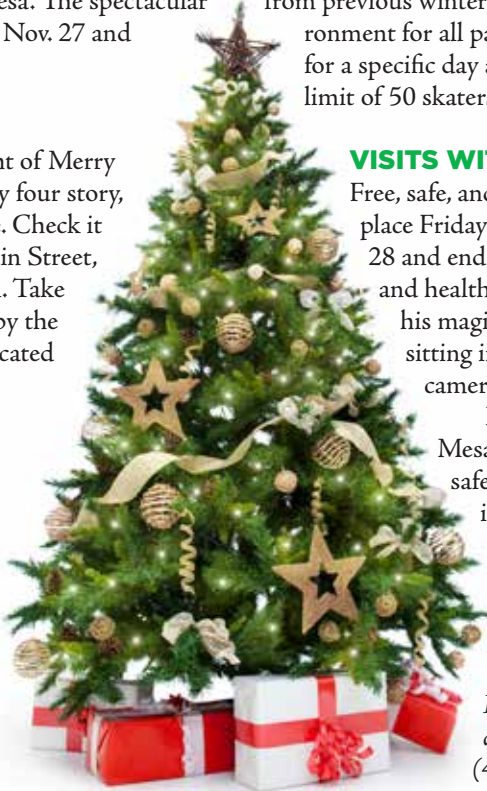 esa. The spectacular
Nov. 27 and
nt of Merry
y four story,
. Check it
in Street,
. Take
by the
cated
from previous winter
ronment for all pa
for a specific day a
limit of 50 skater
VISITS WIT
Free, safe, and
place Friday
28 and end
and health
his magi
sitting i
camer
Mesa
safe
i
(4